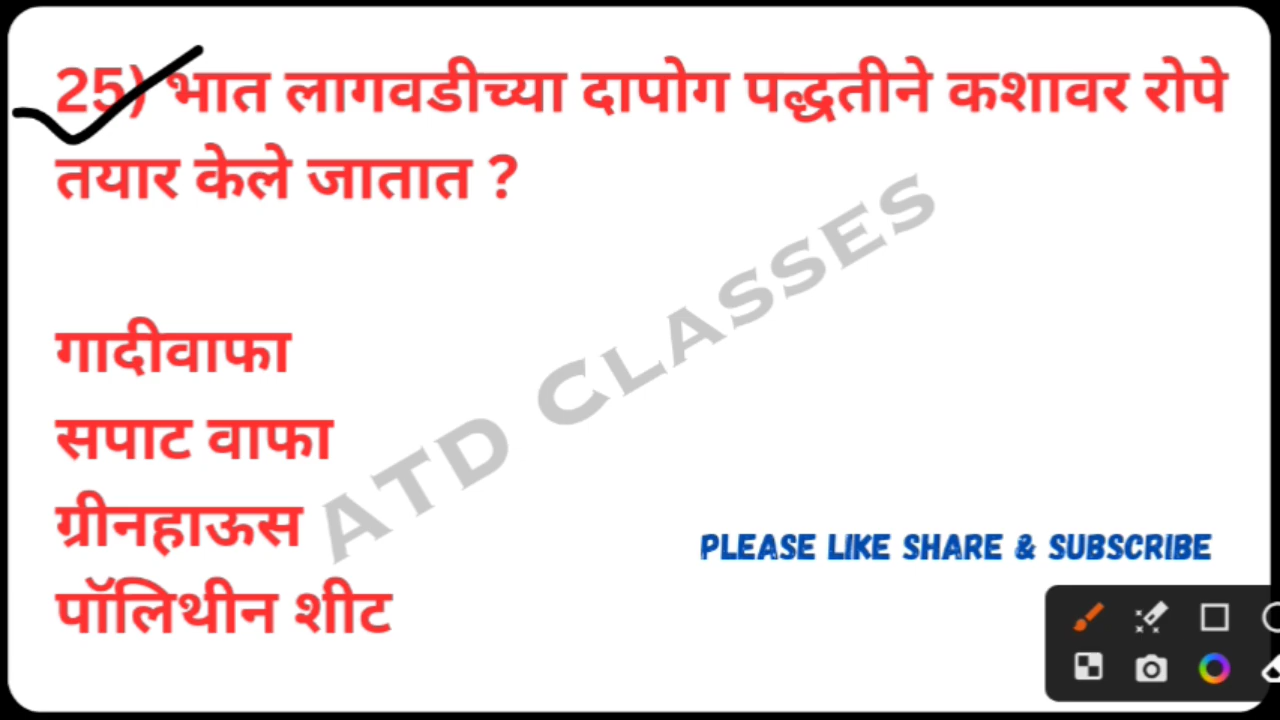 25) भात लागवडीच्या दापोग पद्धतीने कशावर रोपे
तयार केले जातात ?
गादीवाफा
सपाट वाफा
ग्रीनहाऊस
पॉलिथीन शीट
ATD CLASSES
PLEASE LIKE SHARE & SUBSCRIBE